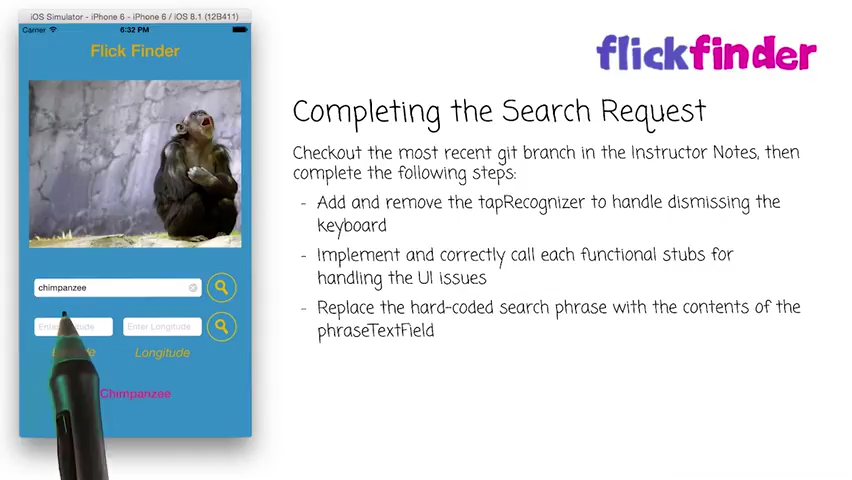 iOS Simulator - iPhone 6 - iPhone 6 / iOS 8.1 (12B411)
Carrier 6:32 PM
Flick Finder
chimpanzee
Enter Longitude
Longitude
Chimpanzee
flickfinder
Completing the Search Request
Checkout the most recent git branch in the Instructor Notes, then
complete the following steps:
- Add and remove the tapRecognizer to handle dismissing the
keyboard
- Implement and correctly call each functional stubs for
handling the UI issues
- Replace the hard-coded search phrase with the contents of the
phraseTextField